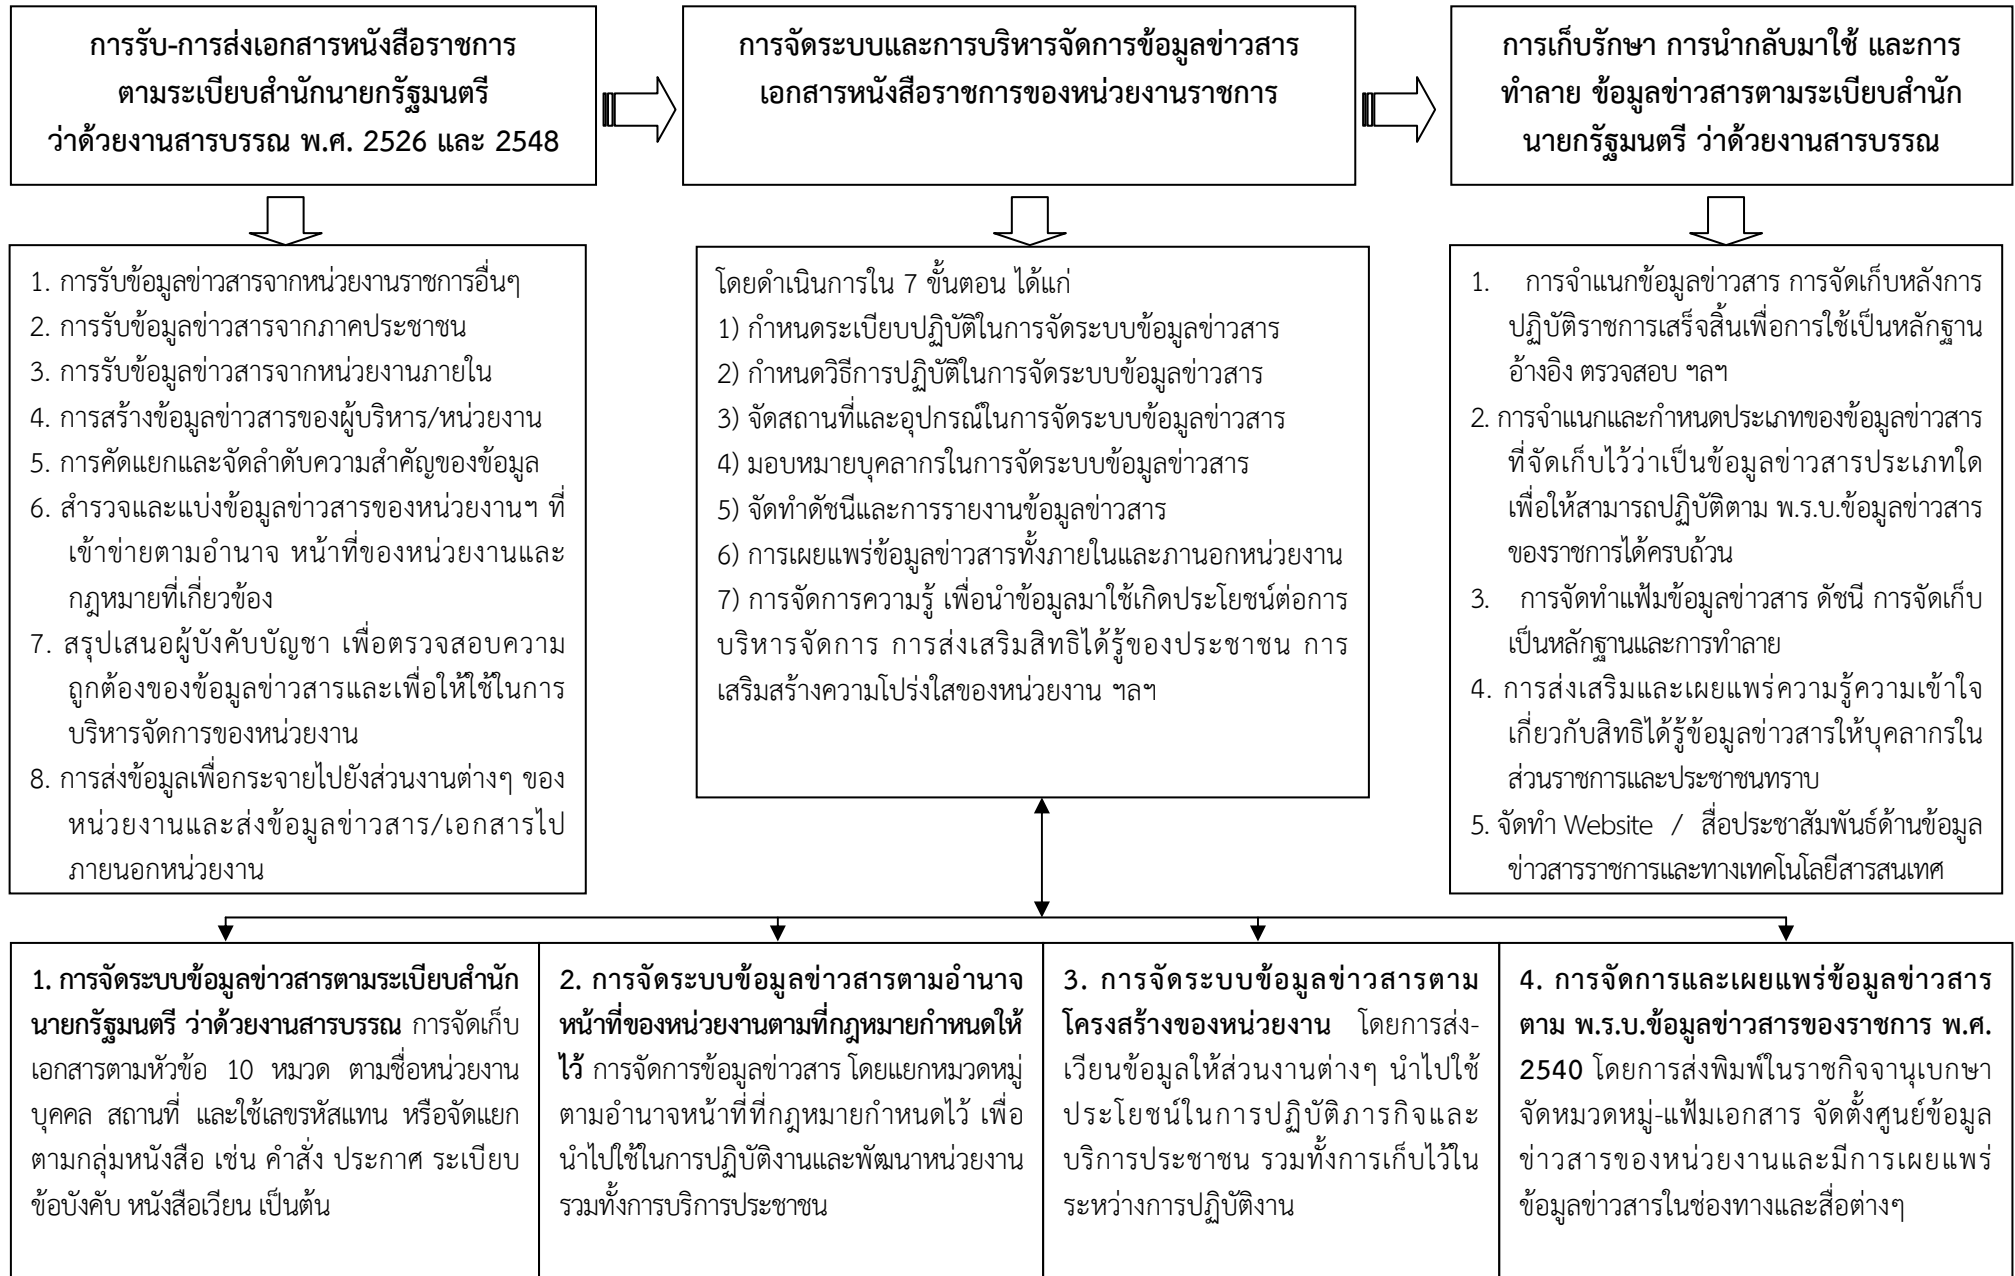 การรับ-การส่งเอกสารหนังสือราชการ
ตามระเบียบสำนักนายกรัฐมนตรี
ว่าด้วยงานสารบรรณ พ.ศ. 2526 และ 2548
การจัดระบบและการบริหารจัดการข้อมูลข่าวสาร
เอกสารหนังสือราชการของหน่วยงานราชการ
การเก็บรักษา การนำกลับมาใช้ และการ
ทำลาย ข้อมูลข่าวสารตามระเบียบสำนัก
นายกรัฐมนตรี ว่าด้วยงานสารบรรณ
1. การรับข้อมูลข่าวสารจากหน่วยงานราชการอื่นๆ
2. การรับข้อมูลข่าวสารจากภาคประชาชน
3. การรับข้อมูลข่าวสารจากหน่วยงานภายใน
4. การสร้างข้อมูลข่าวสารของผู้บริหาร/หน่วยงาน
5. การคัดแยกและจัดลำดับความสำคัญของข้อมูล
6. สำรวจและแบ่งข้อมูลข่าวสารของหน่วยงานฯ ที่
เข้าข่ายตามอำนาจ หน้าที่ของหน่วยงานและ
กฎหมายที่เกี่ยวข้อง
7. สรุปเสนอผู้บังคับบัญชา เพื่อตรวจสอบความ
ถูกต้องของข้อมูลข่าวสารและเพื่อให้ใช้ในการ
บริหารจัดการของหน่วยงาน
8. การส่งข้อมูลเพื่อกระจายไปยังส่วนงานต่างๆ ของ
หน่วยงานและส่งข้อมูลข่าวสาร/เอกสารไป
ภายนอกหน่วยงาน
โดยดำเนินการใน 7 ขั้นตอน ได้แก่
1) กำหนดระเบียบปฏิบัติในการจัดระบบข้อมูลข่าวสาร
2) กำหนดวิธีการปฏิบัติในการจัดระบบข้อมูลข่าวสาร
3) จัดสถานที่และอุปกรณ์ในการจัดระบบข้อมูลข่าวสาร
4) มอบหมายบุคลากรในการจัดระบบข้อมูลข่าวสาร
5) จัดทำดัชนีและการรายงานข้อมูลข่าวสาร
6) การเผยแพร่ข้อมูลข่าวสารทั้งภายในและภานอกหน่วยงาน
7) การจัดการความรู้ เพื่อนำข้อมูลมาใช้เกิดประโยชน์ต่อการ
บริหารจัดการ การส่งเสริมสิทธิได้รู้ของประชาชน การ
เสริมสร้างความโปร่งใสของหน่วยงาน ฯลฯ
1. การจำแนกข้อมูลข่าวสาร การจัดเก็บหลังการ
ปฏิบัติราชการเสร็จสิ้นเพื่อการใช้เป็นหลักฐาน
อ้างอิง ตรวจสอบ ฯลฯ
2. การจำแนกและกำหนดประเภทของข้อมูลข่าวสาร
ที่จัดเก็บไว้ว่าเป็นข้อมูลข่าวสารประเภทใด
เพื่อให้สามารถปฏิบัติตาม พ.ร.บ.ข้อมูลข่าวสาร
ของราชการได้ครบถ้วน
3. การจัดทำแฟ้มข้อมูลข่าวสาร ดัชนี การจัดเก็บ
เป็นหลักฐานและการทำลาย
4. การส่งเสริมและเผยแพร่ความรู้ความเข้าใจ
เกี่ยวกับสิทธิได้รู้ข้อมูลข่าวสารให้บุคลากรใน
ส่วนราชการและประชาชนทราบ
5. จัดทำ Website / สื่อประชาสัมพันธ์ด้านข้อมูล
ข่าวสารราชการและทางเทคโนโลยีสารสนเทศ
1. การจัดระบบข้อมูลข่าวสารตามระเบียบสำนัก
นายกรัฐมนตรี ว่าด้วยงานสารบรรณ การจัดเก็บ
เอกสารตามหัวข้อ 10 หมวด ตามชื่อหน่วยงาน
บุคคล สถานที่ และใช้เลขรหัสแทน หรือจัดแยก
ตามกลุ่มหนังสือ เช่น คำสั่ง ประกาศ ระเบียบ
ข้อบังคับ หนังสือเวียน เป็นต้น
2. การจัดระบบข้อมูลข่าวสารตามอำนาจ
หน้าที่ของหน่วยงานตามที่กฎหมายกำหนดให้
ไว้ การจัดการข้อมูลข่าวสาร โดยแยกหมวดหมู่
ตามอำนาจหน้าที่ที่กฎหมายกำหนดไว้ เพื่อ
นำไปใช้ในการปฏิบัติงานและพัฒนาหน่วยงาน
รวมทั้งการบริการประชาชน
3. การจัดระบบข้อมูลข่าวสารตาม
โครงสร้างของหน่วยงาน โดยการส่ง-
เวียนข้อมูลให้ส่วนงานต่างๆ นำไปใช้
ประโยชน์ในการปฏิบัติภารกิจและ
บริการประชาชน รวมทั้งการเก็บไว้ใน
ระหว่างการปฏิบัติงาน
4. การจัดการและเผยแพร่ข้อมูลข่าวสาร
ตาม พ.ร.บ.ข้อมูลข่าวสารของราชการ พ.ศ.
2540 โดยการส่งพิมพ์ในราชกิจจานุเบกษา
จัดหมวดหมู่-แฟ้มเอกสาร จัดตั้งศูนย์ข้อมูล
ข่าวสารของหน่วยงานและมีการเผยแพร่
ข้อมูลข่าวสารในช่องทางและสื่อต่างๆ